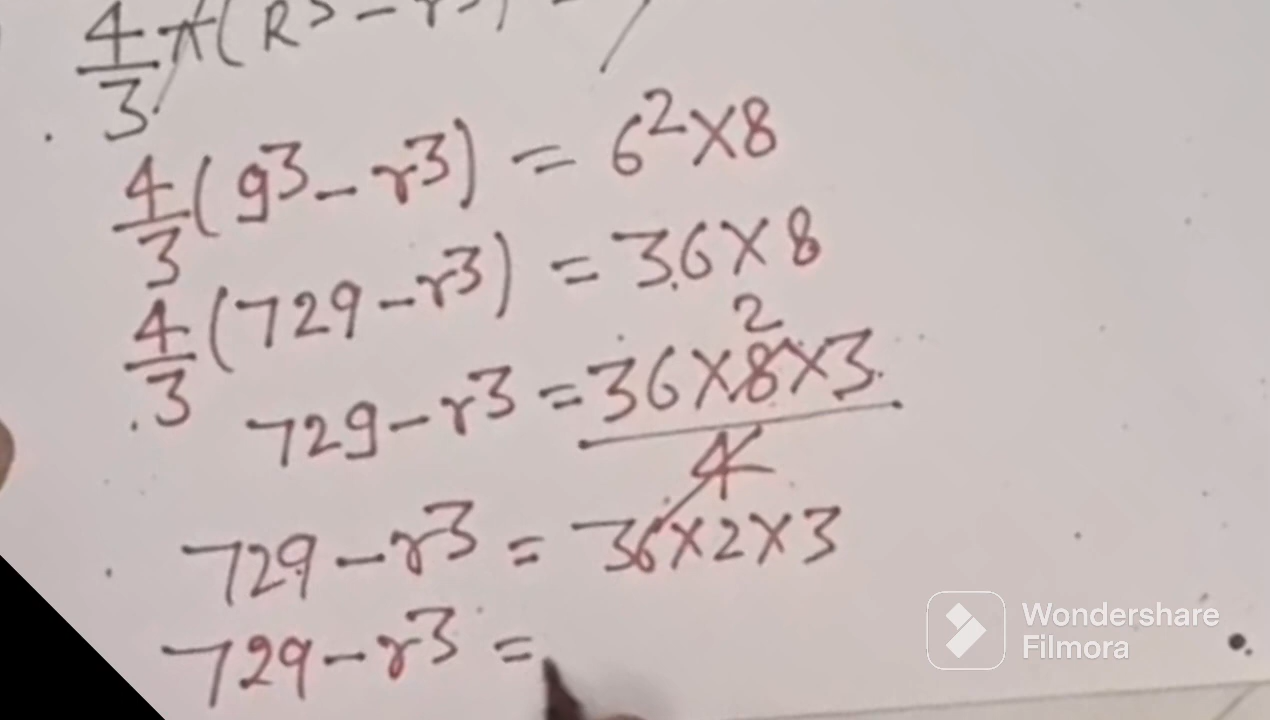 4/3 π(R³ – r³)
4/3 (9³ – r³) = 6² × 8
4/3 (729 – r³) = 36 × 8
729 – r³ = 36 × 8 × 3 / 4
2
729 – r³ = 36 × 2 × 3
729 – r³ =
Wondershare
Filmora